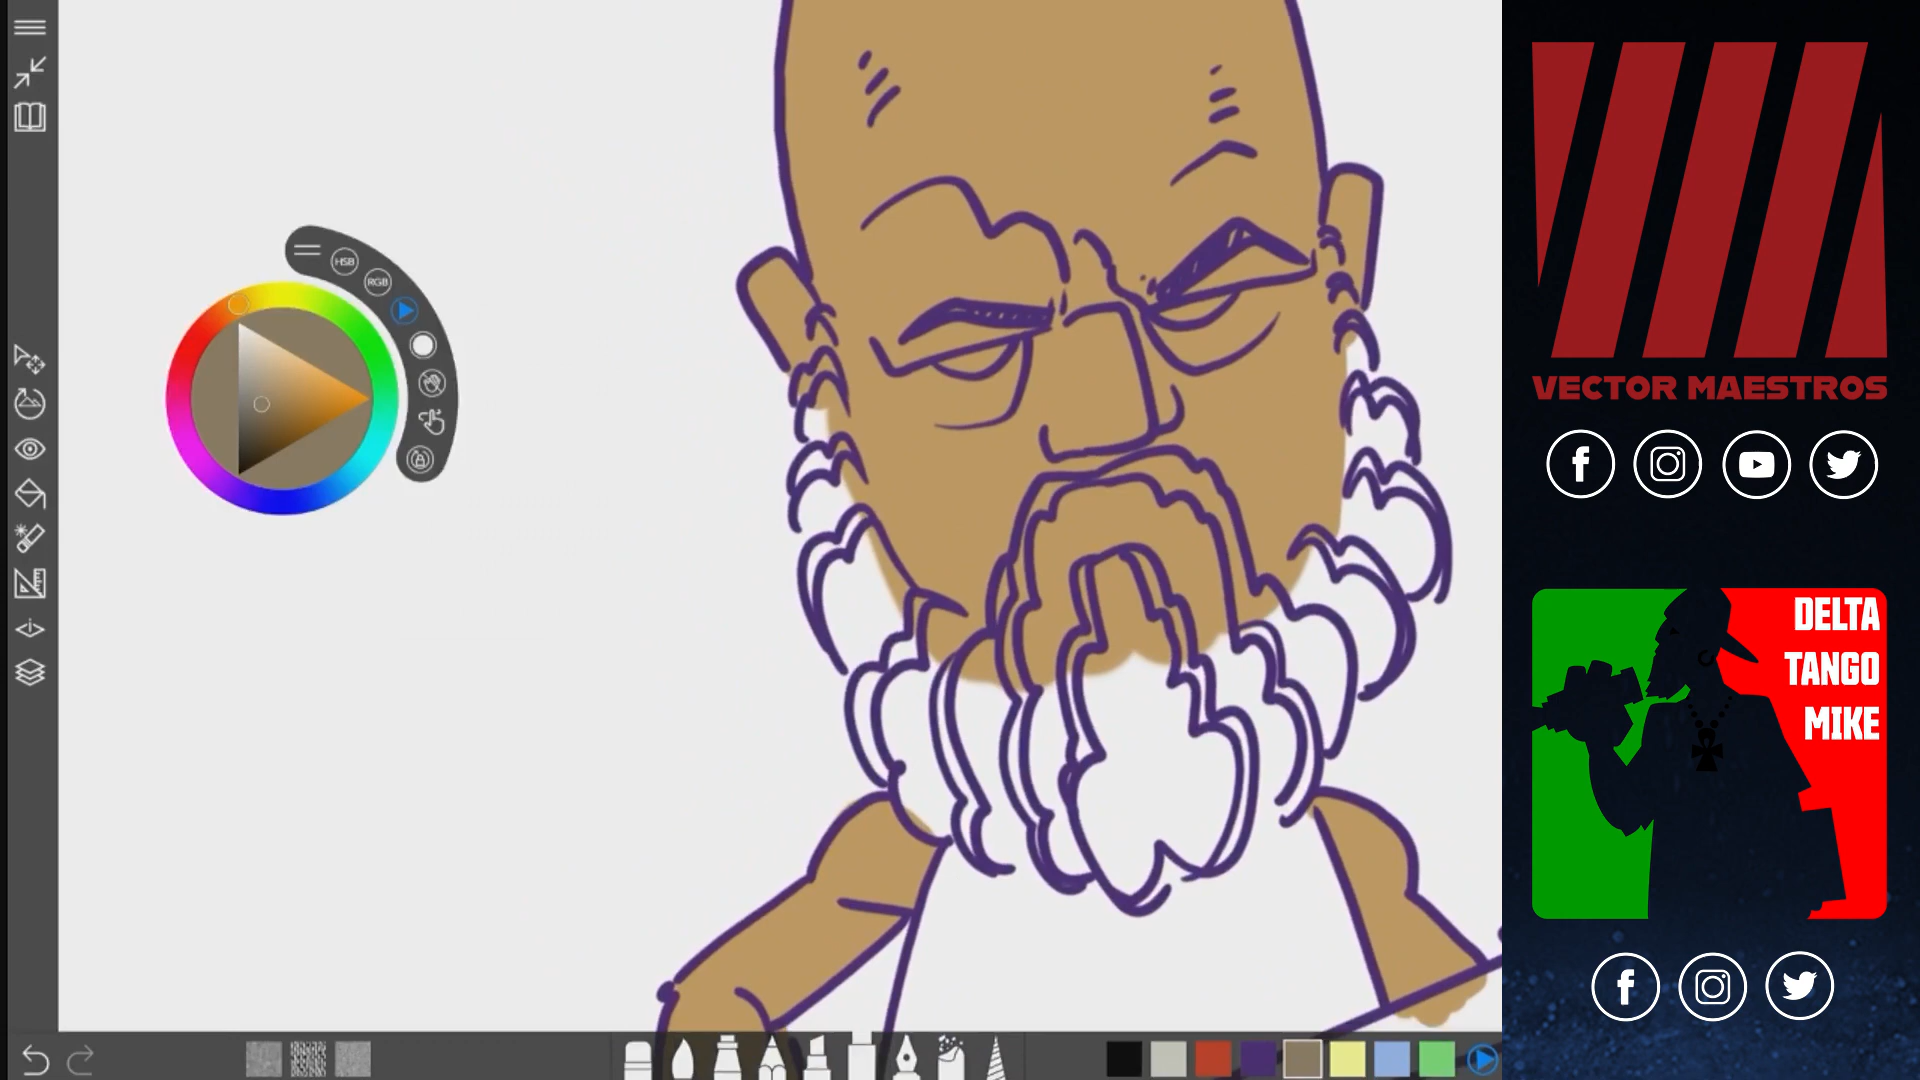 HSB
RGB
VECTOR MAESTROS
DELTA
TANGO
MIKE